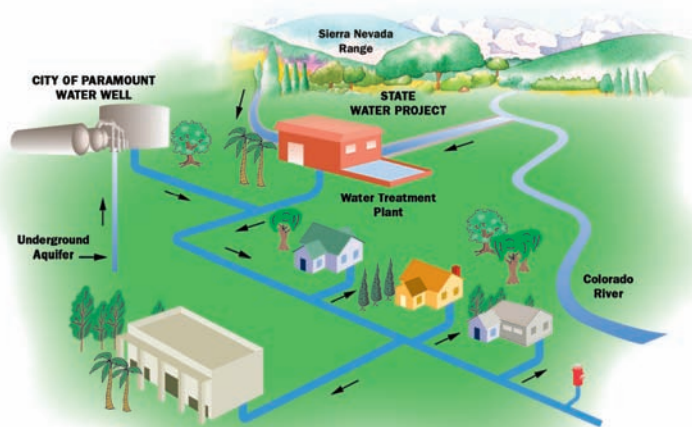 Sierra Nevada
Range
CITY OF PARAMOUNT
WATER WELL
STATE
WATER PROJECT
Water Treatment
Plant
Underground
Aquifer
Colorado
River